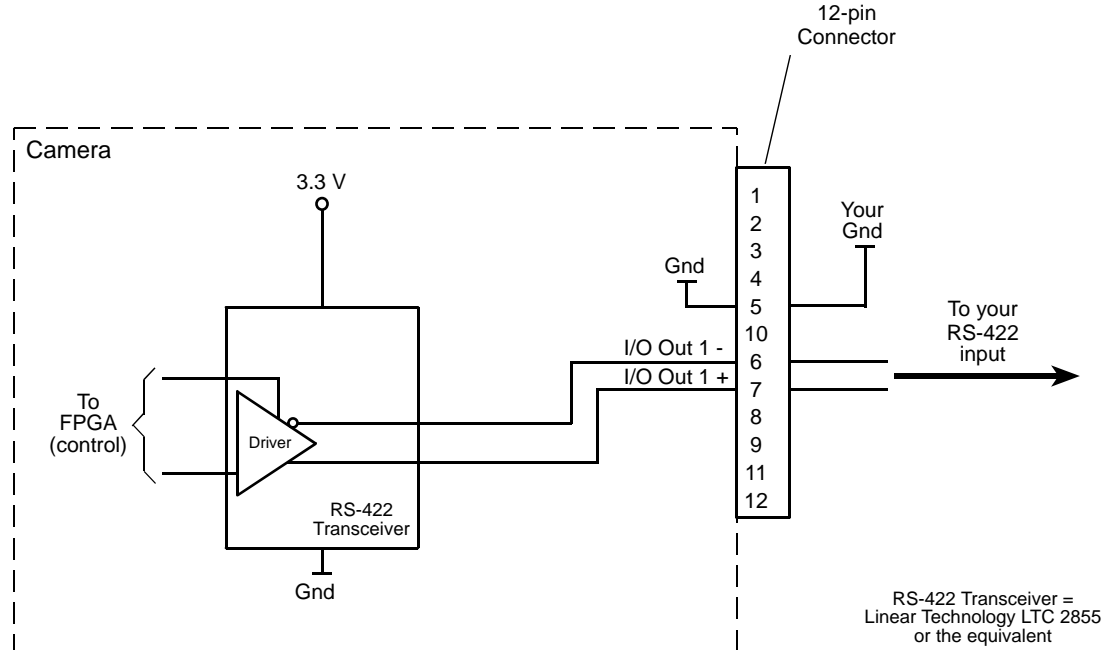 12-pin
Connector
Camera
3.3 V
1
2
3
4
5
10
6
7
8
9
11
12
Your
Gnd
Gnd
I/O Out 1 -
I/O Out 1 +
To your
RS-422
input
To
FPGA
(control)
Driver
RS-422
Transceiver
Gnd
RS-422 Transceiver =
Linear Technology LTC 2855
or the equivalent